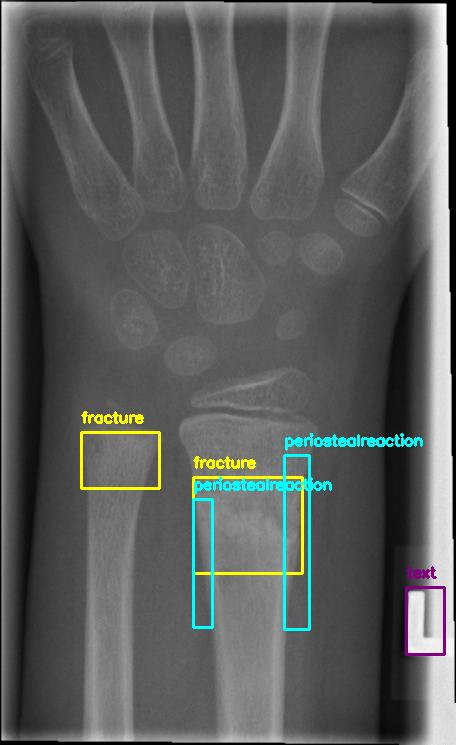 fracture
periostealreaction
fracture
periostealreaction
text
L